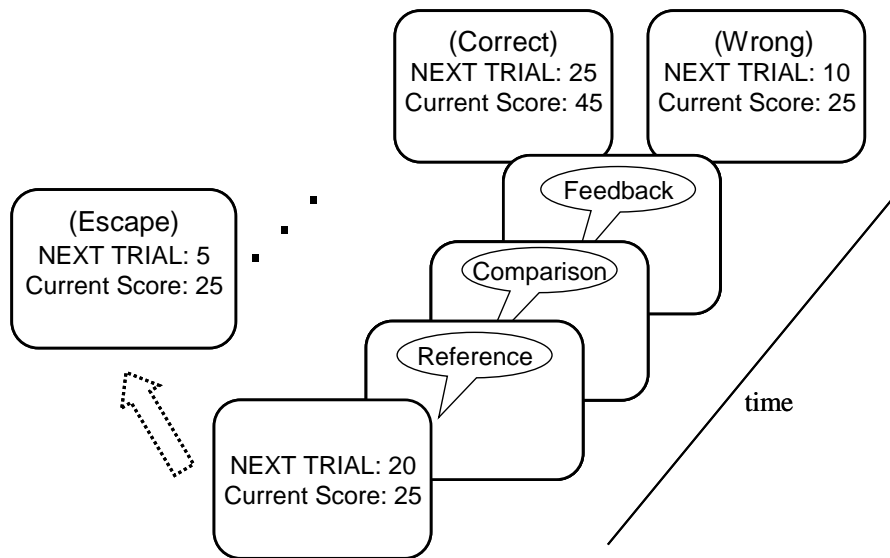 (Correct)
NEXT TRIAL: 25
Current Score: 45
(Wrong)
NEXT TRIAL: 10
Current Score: 25
Feedback
(Escape)
NEXT TRIAL: 5
Current Score: 25
Comparison
Reference
time
NEXT TRIAL: 20
Current Score: 25